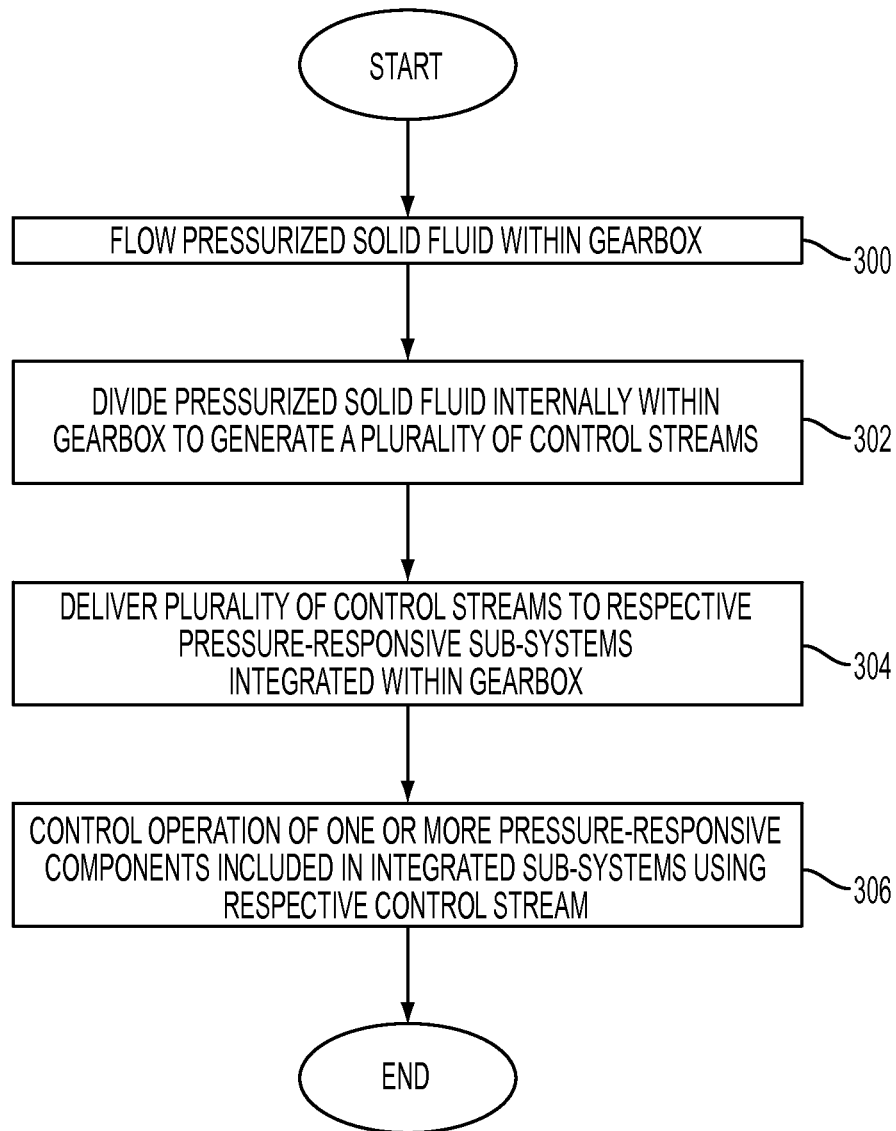 START
FLOW PRESSURIZED SOLID FLUID WITHIN GEARBOX
300
DIVIDE PRESSURIZED SOLID FLUID INTERNALLY WITHIN
GEARBOX TO GENERATE A PLURALITY OF CONTROL STREAMS
302
DELIVER PLURALITY OF CONTROL STREAMS TO RESPECTIVE
PRESSURE-RESPONSIVE SUB-SYSTEMS
INTEGRATED WITHIN GEARBOX
304
CONTROL OPERATION OF ONE OR MORE PRESSURE-RESPONSIVE
COMPONENTS INCLUDED IN INTEGRATED SUB-SYSTEMS USING
RESPECTIVE CONTROL STREAM
306
END